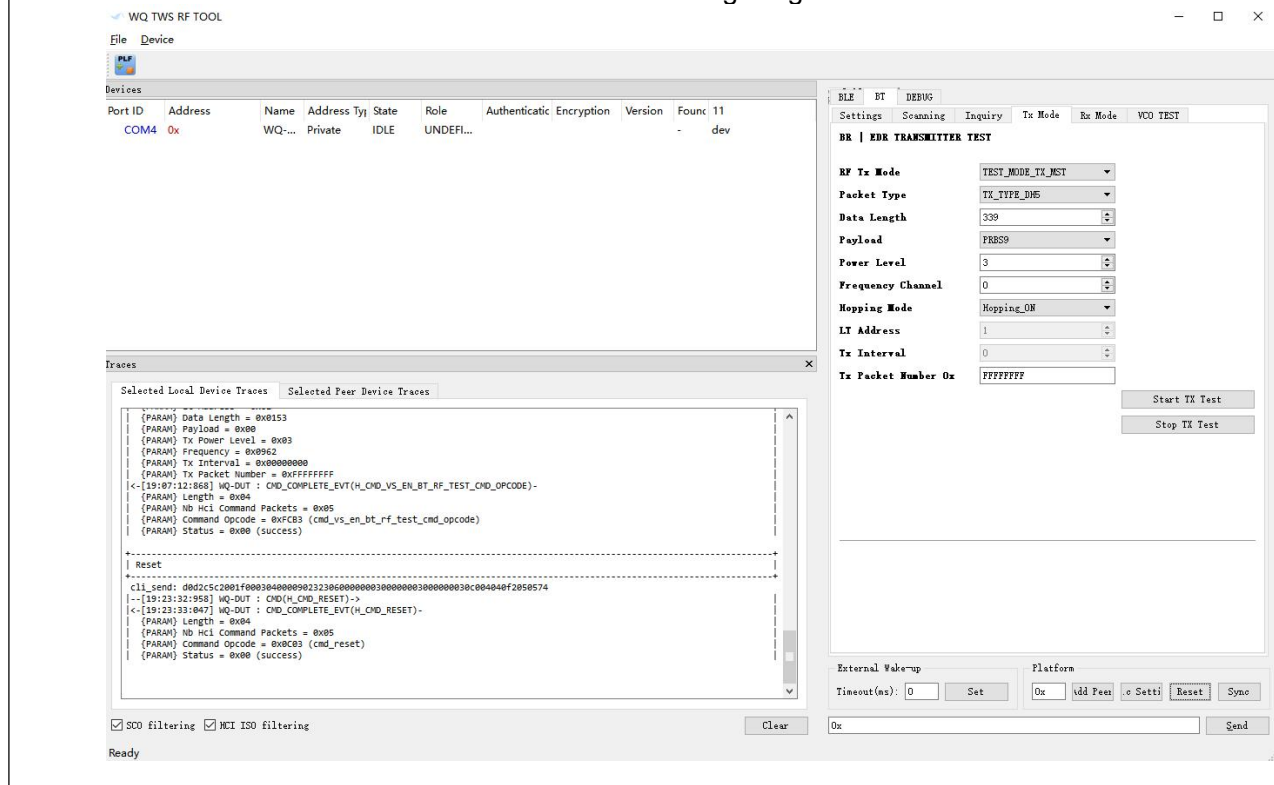 WQ TWS RF TOOL
File Device
PLF
Devices
Port ID Address Name Address Typ State Role Authenticatic Encryption Version Founc 11
COM4 0x WQ-... Private IDLE UNDEFI... - dev
BLE BT DEBUG
Settings Scanning Inquiry Tx Mode Rx Mode VCO TEST
BR | EDR TRANSMITTER TEST
RF Tx Mode TEST_MODE_TX_MST
Packet Type TX_TYPE_DH5
Data Length 339
Payload PRBS9
Power Level 3
Frequency Channel 0
Hopping Mode Hopping_ON
LT Address 1
Tx Interval 0
Tx Packet Number 0x FFFFFFFF
Start TX Test
Stop TX Test
Traces
Selected Local Device Traces Selected Peer Device Traces
| {PARAM} Data Length = 0x0153 |
| {PARAM} Payload = 0x00 |
| {PARAM} Tx Power Level = 0x03 |
| {PARAM} Frequency = 0x0962 |
| {PARAM} Tx Interval = 0x00000000 |
| {PARAM} Tx Packet Number = 0xFFFFFFFF |
|<-[19:07:12:868] WQ-DUT : CMD_COMPLETE_EVT(H_CMD_VS_EN_BT_RF_TEST_CMD_OPCODE)-
| {PARAM} Length = 0x04 |
| {PARAM} Nb Hci Command Packets = 0x05 |
| {PARAM} Command Opcode = 0xFCB3 (cmd_vs_en_bt_rf_test_cmd_opcode) |
| {PARAM} Status = 0x00 (success) |
| Reset |
|--[19:23:32:958] WQ-DUT : CMD(H_CMD_RESET)-> |
|<-[19:23:33:047] WQ-DUT : CMD_COMPLETE_EVT(H_CMD_RESET)- |
| {PARAM} Length = 0x04 |
| {PARAM} Nb Hci Command Packets = 0x05 |
| {PARAM} Command Opcode = 0x0C03 (cmd_reset) |
| {PARAM} Status = 0x00 (success) |
SCO filtering HCI ISO filtering Clear
External Wake-up Platform
Timeout(ms): 0 Set 0x dd Peer .c Setti Reset Sync
0x Send
Ready